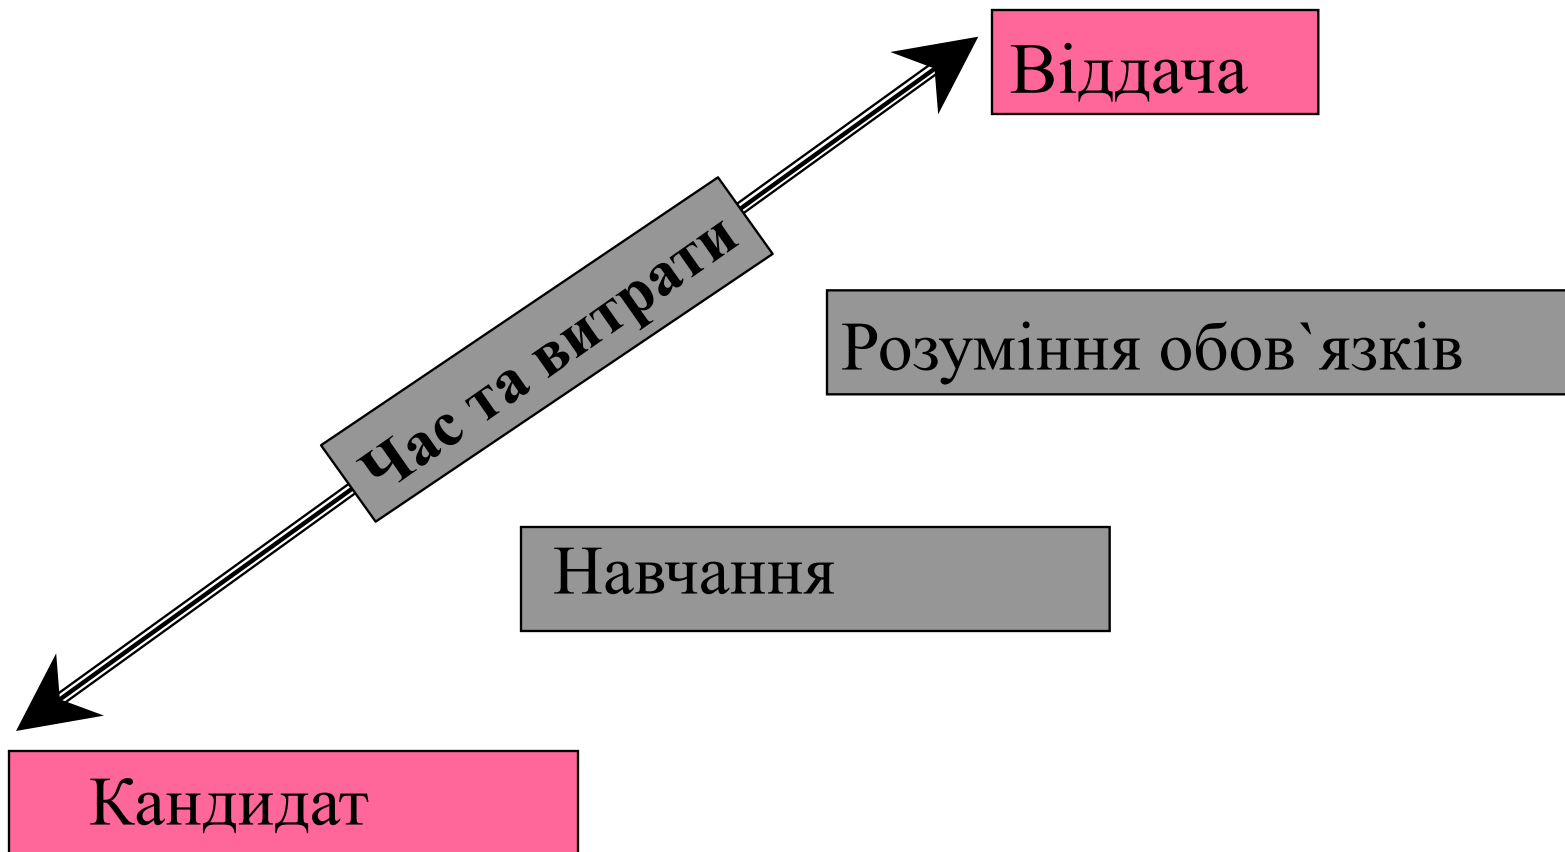 Віддача
Час та витрати
Розуміння обов`язків
Навчання
Кандидат